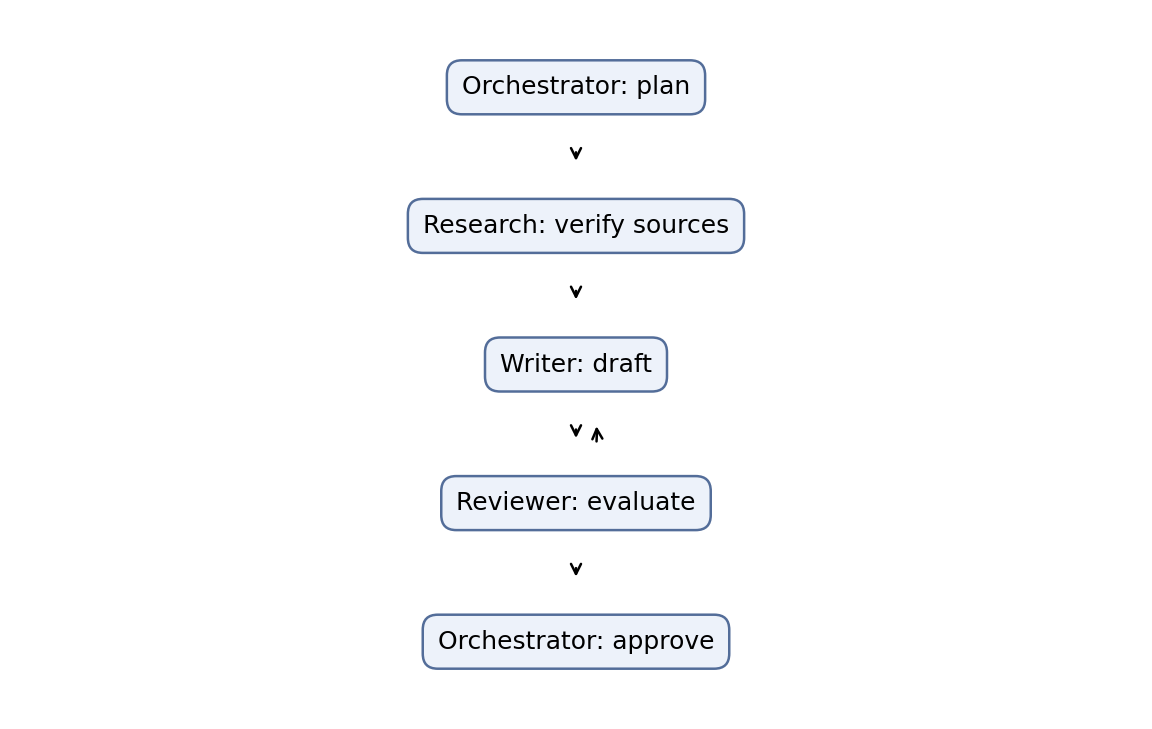 Orchestrator: plan
Research: verify sources
Writer: draft
Reviewer: evaluate
Orchestrator: approve